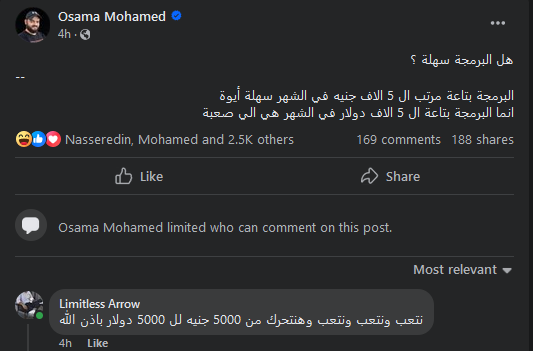 Osama Mohamed
4h ·
هل البرمجة سهلة ؟
--
البرمجة بتاعة مرتب ال 5 الاف جنيه في الشهر سهلة أيوة
انما البرمجة بتاعة ال 5 الاف دولار في الشهر هي الي صعبة
Nasseredin, Mohamed and 2.5K others 169 comments 188 shares
Like Share
Osama Mohamed limited who can comment on this post.
Most relevant
Limitless Arrow
نتعب ونتعب ونتعب وهنتحرك من 5000 جنيه لل 5000 دولار باذن الله
4h Like